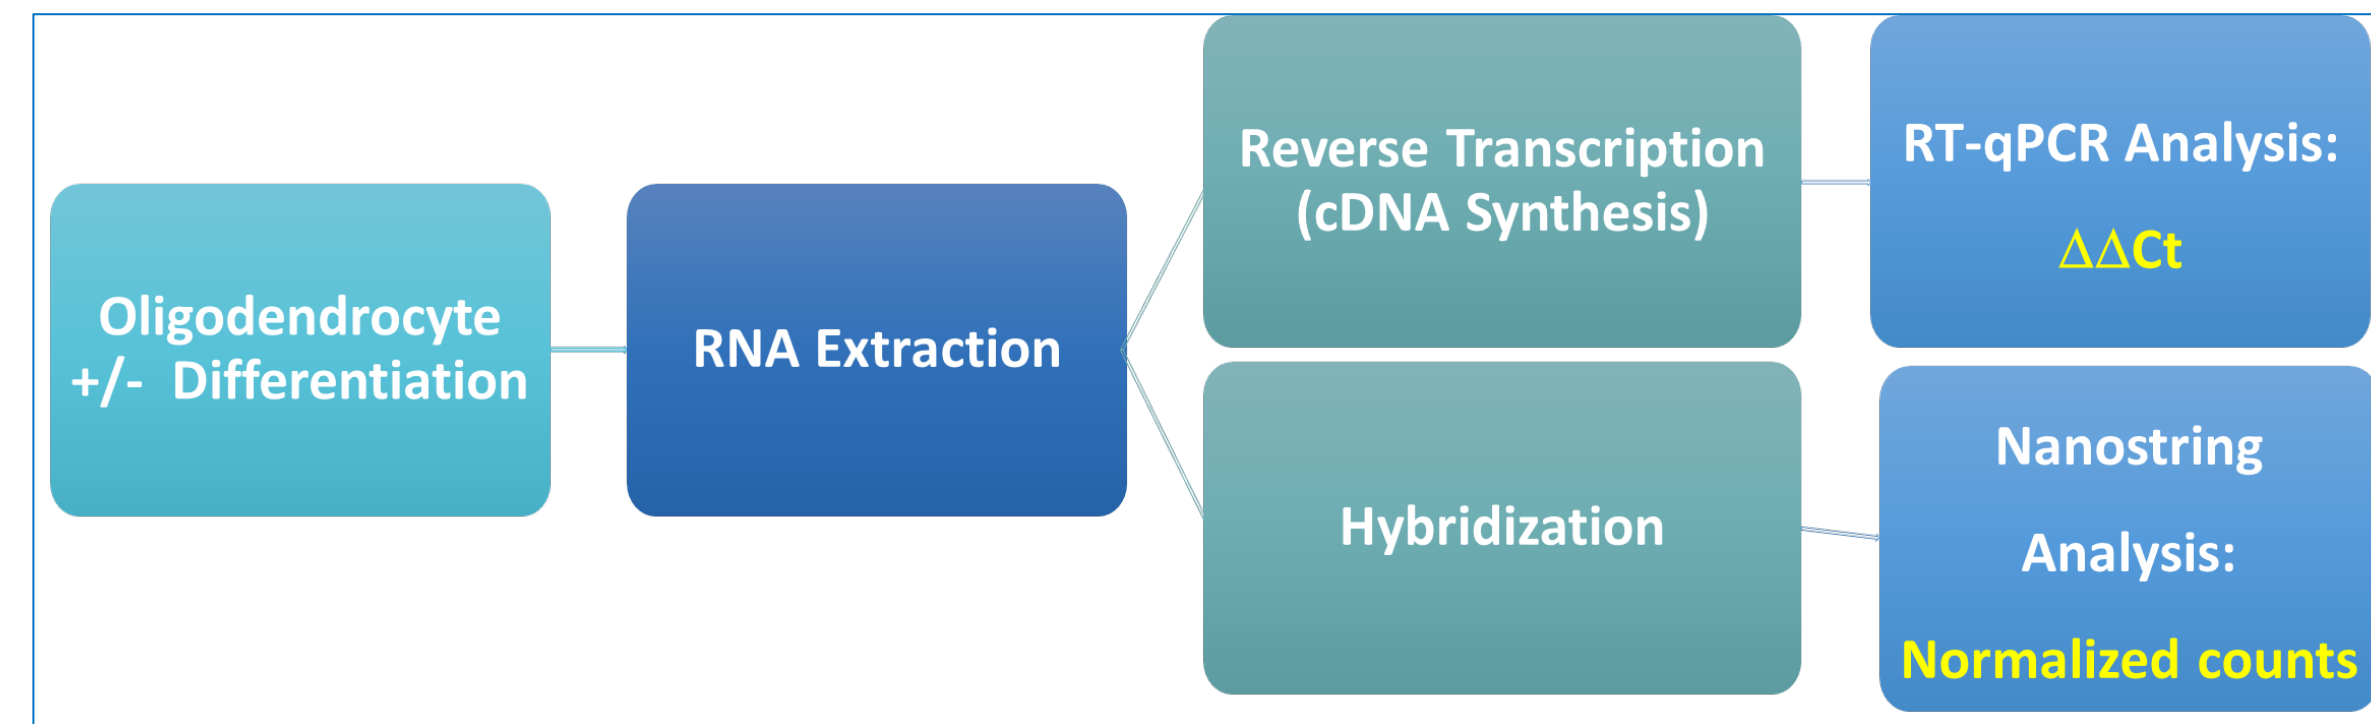 Oligodendrocyte
+/-  Differentiation
RNA Extraction
Reverse Transcription
(cDNA Synthesis)
RT-qPCR Analysis:
ΔΔCt
Hybridization
Nanostring
Analysis:
Normalized counts